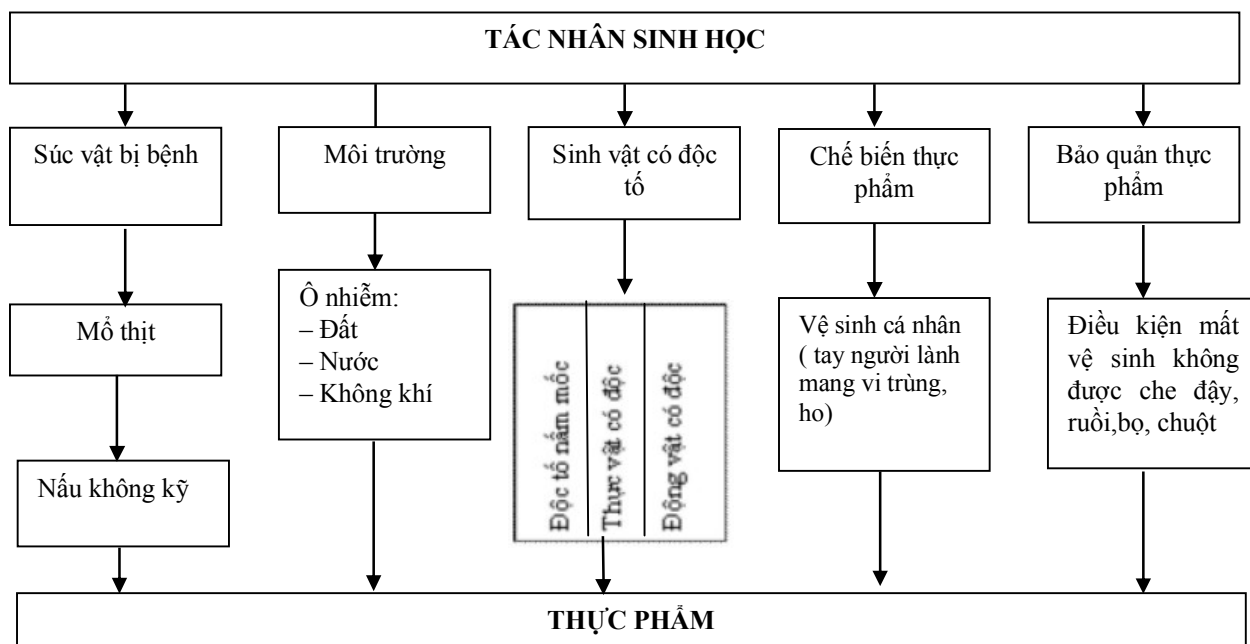 TÁC NHÂN SINH HỌC
Súc vật bị bệnh
Môi trường
Sinh vật có độc
tố
Chế biến thực
phẩm
Bảo quản thực
phẩm
Mổ thịt
Nấu không kỹ
Ô nhiễm:
– Đất
– Nước
– Không khí
Độc tố nấm mốc
Thực vật có độc
Động vật có độc
Vệ sinh cá nhân
( tay người lành
mang vi trùng,
ho)
Điều kiện mất
vệ sinh không
được che đậy,
ruồi,bọ, chuột
THỰC PHẨM